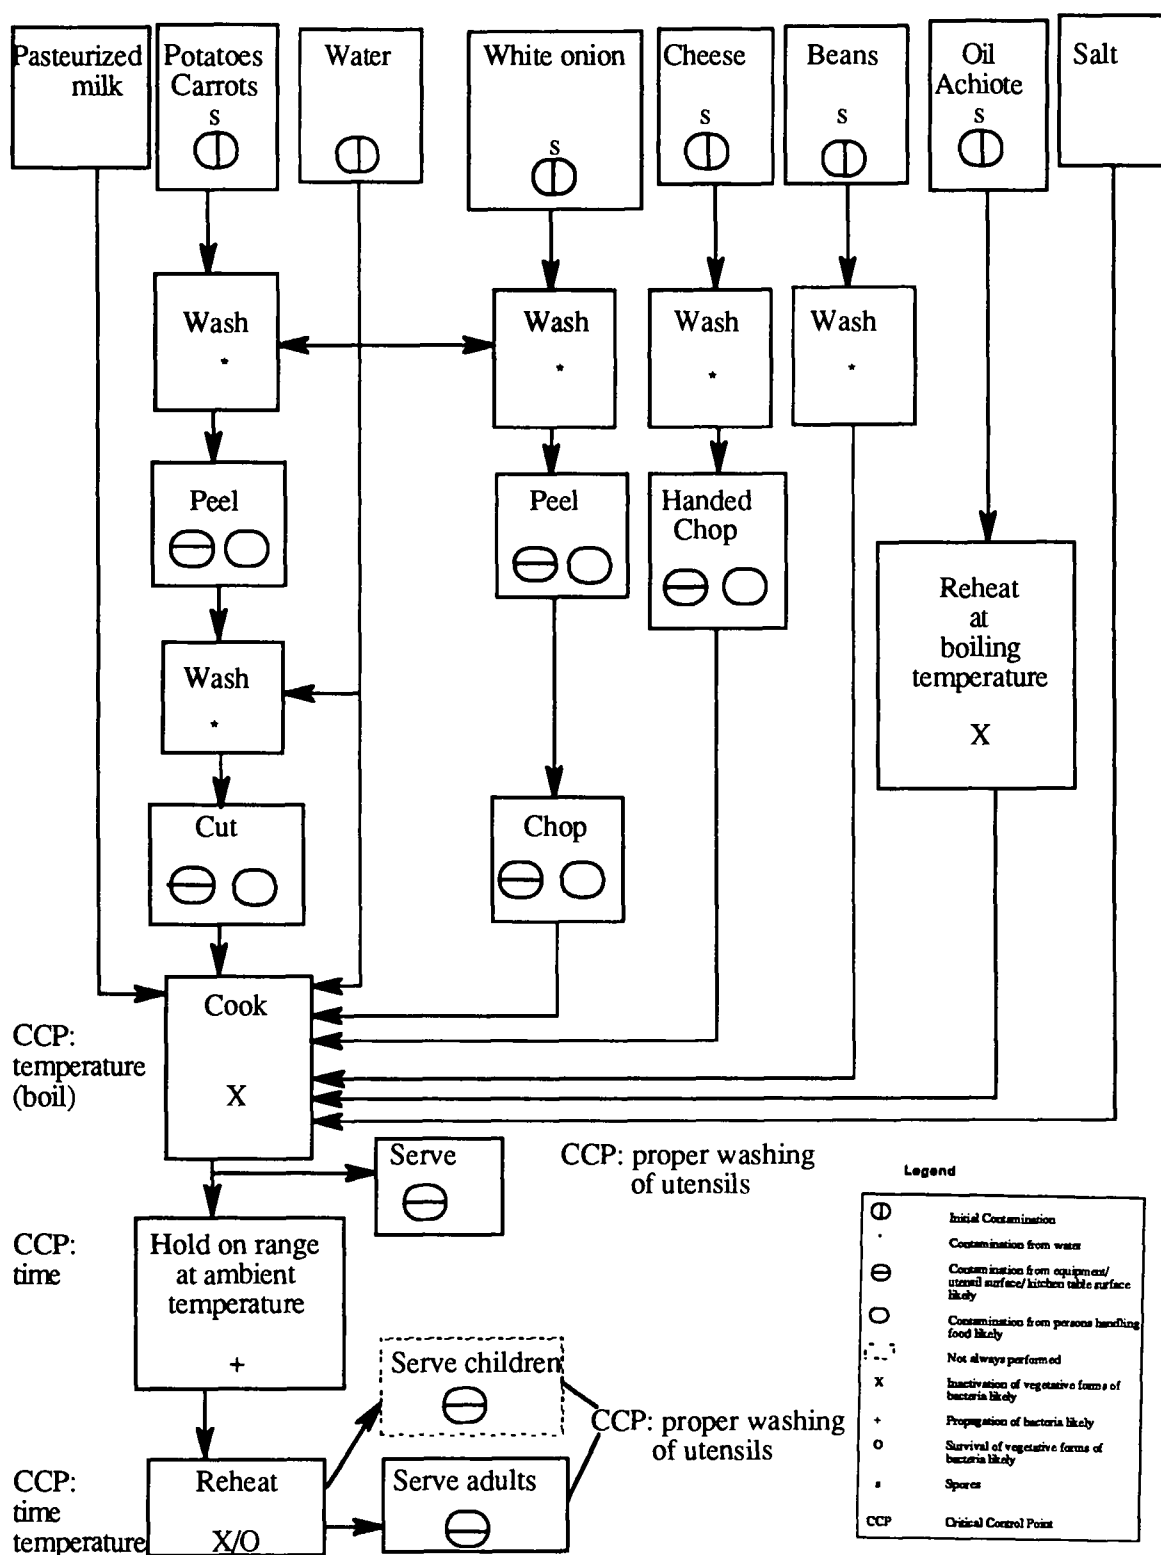 Pasteurized
milk
Potatoes
Carrots
s
Water
White onion
s
Cheese
s
Beans
s
Oil
Achiote
s
Salt
Wash
*
Wash
*
Wash
*
Wash
*
Peel
Peel
Handed
Chop
Reheat
at
boiling
temperature
X
Wash
*
Cut
Chop
Cook
X
CCP:
temperature
(boil)
Serve
CCP: proper washing
of utensils
CCP:
time
Hold on range
at ambient
temperature
+
Serve children
CCP: proper washing
of utensils
Serve adults
CCP:
time
temperature
Reheat
X/O
Legend
Initial Contamination
Contamination from water
Contamination from equipment/
utensil surface/ kitchen table surface
likely
Contamination from persons handling
food likely
Not always performed
X Inactivation of vegetative forms of
bacteria likely
+ Propagation of bacteria likely
O Survival of vegetative forms of
bacteria likely
s Spores
CCP Critical Control Point